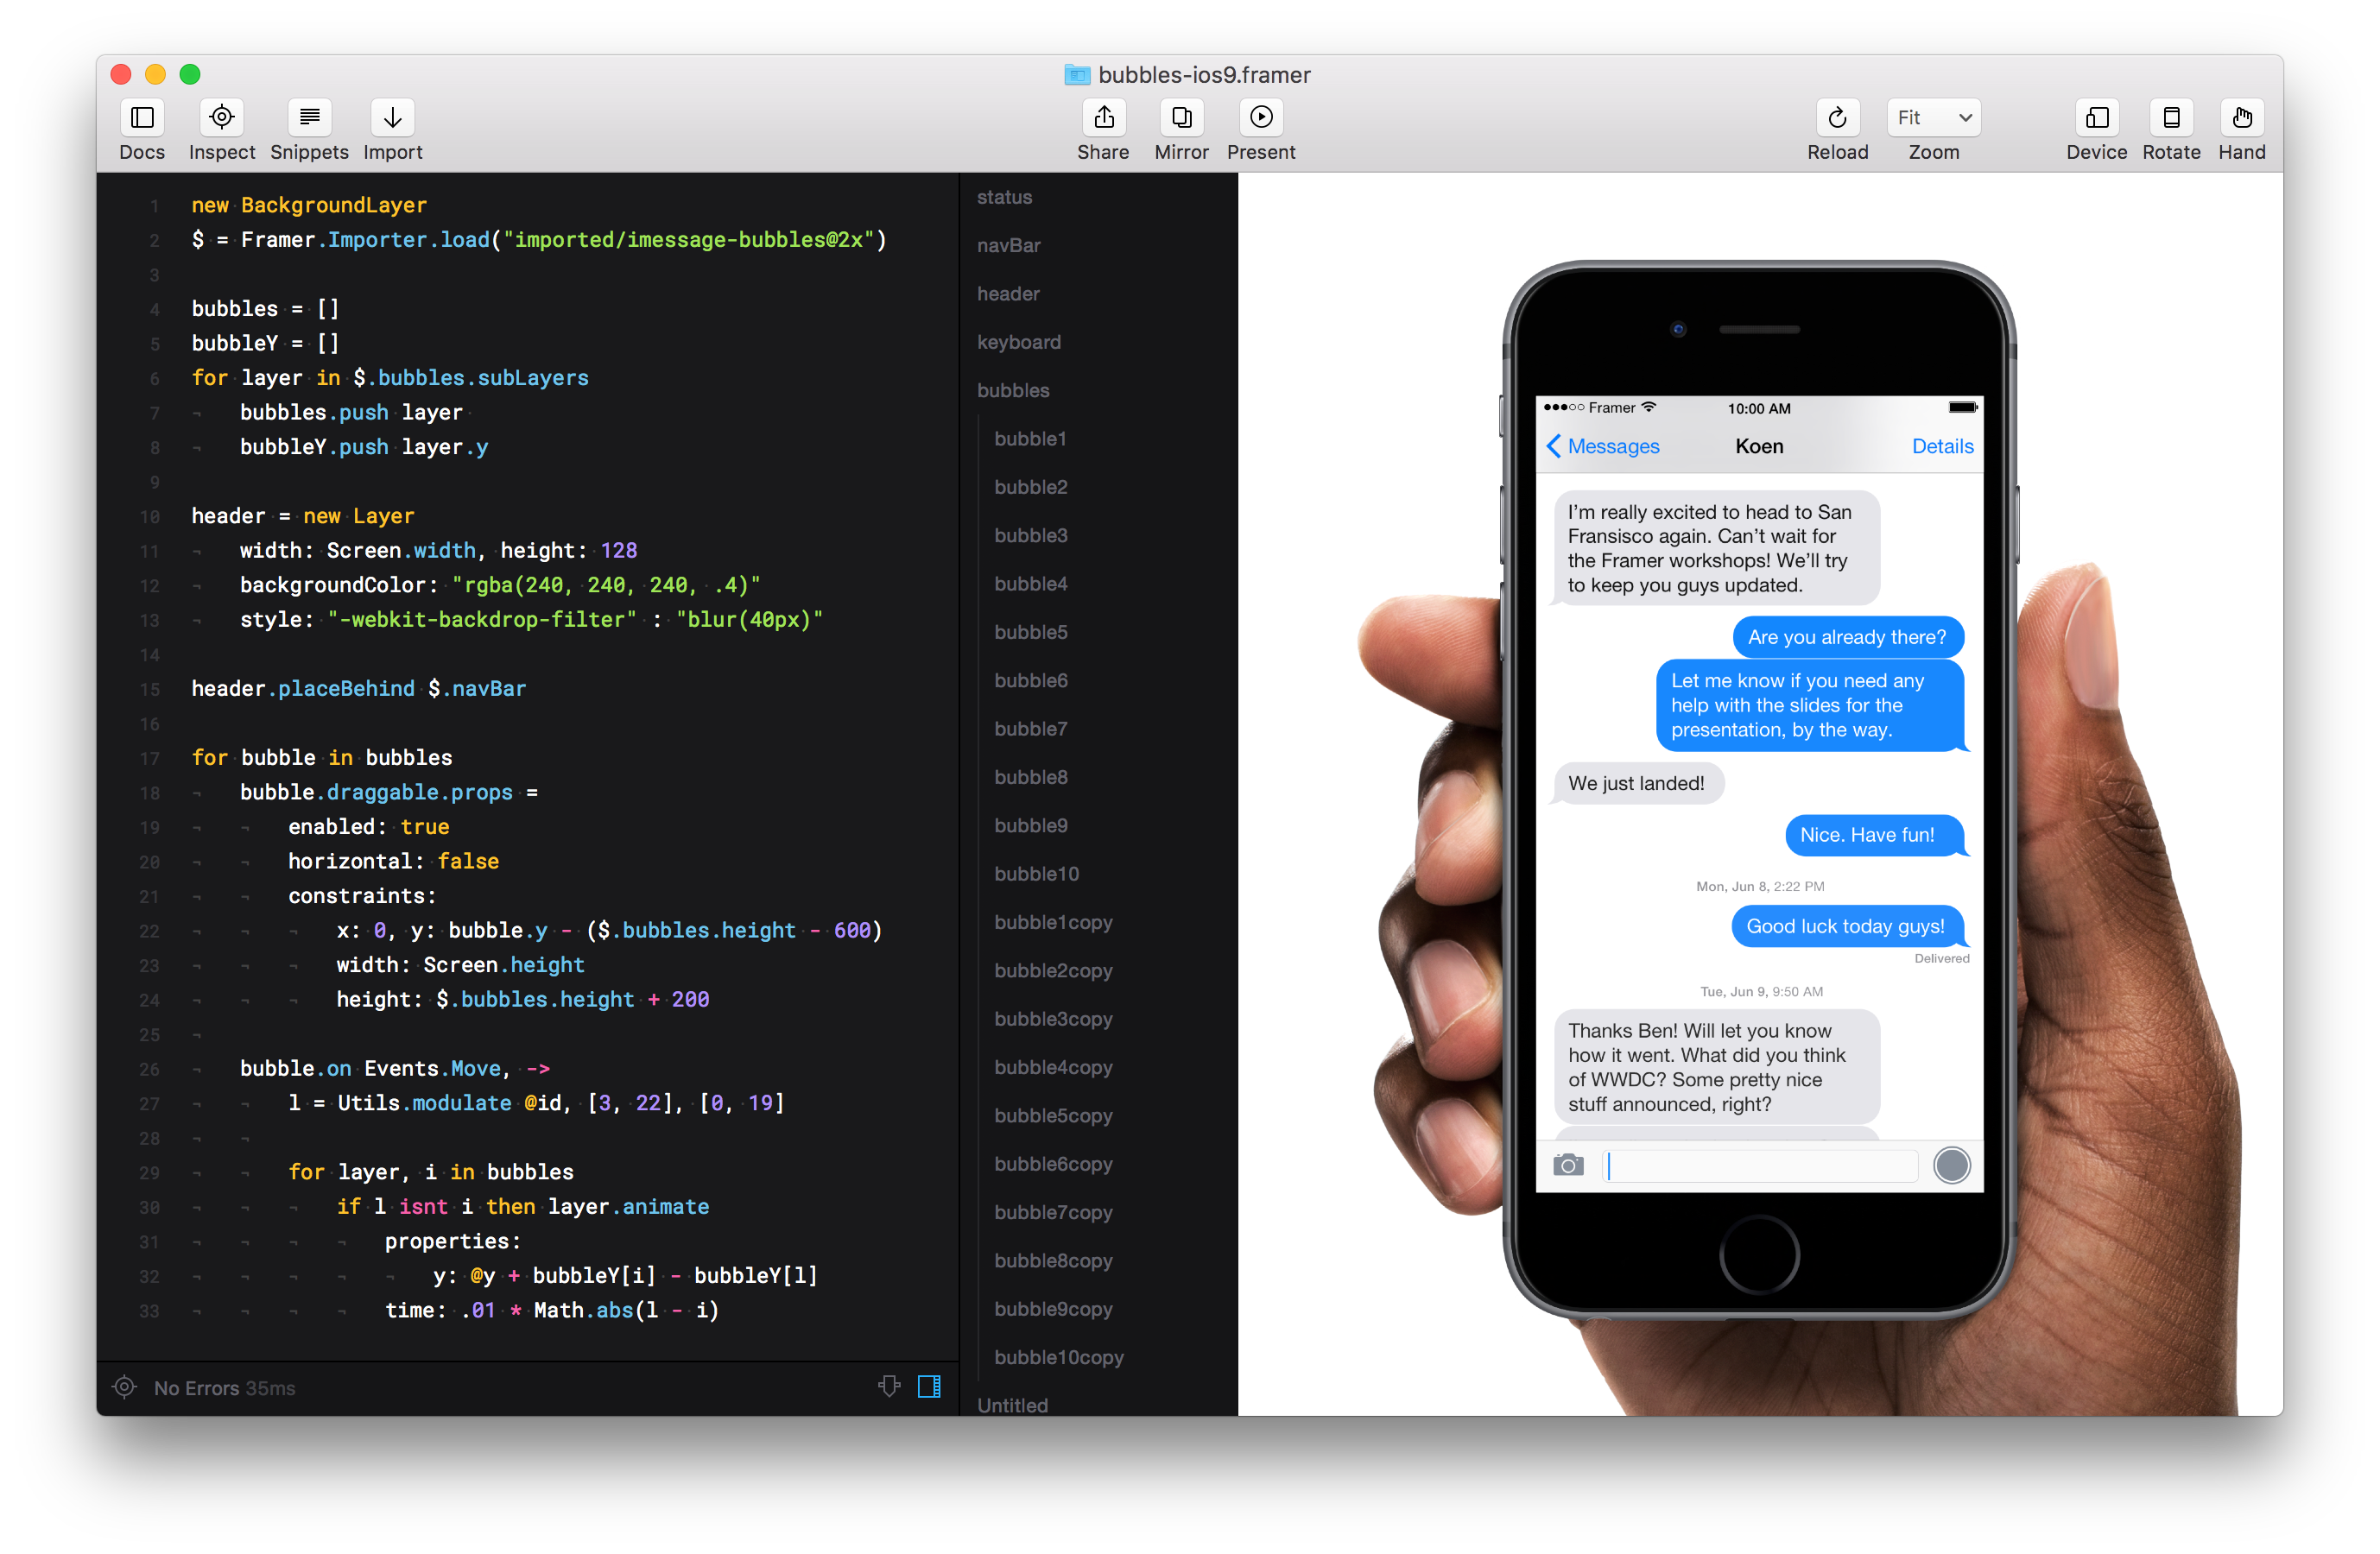 bubbles-ios9.framer
Docs Inspect Snippets Import Share Mirror Present Reload Fit Zoom Device Rotate Hand
1 new BackgroundLayer
2 $ = Framer.Importer.load("imported/imessage-bubbles@2x")
3
4 bubbles = []
5 bubbleY = []
6 for layer in $.bubbles.subLayers
7 bubbles.push layer
8 bubbleY.push layer.y
9
10 header = new Layer
11 width: Screen.width, height: 128
12 backgroundColor: "rgba(240, 240, 240, .4)"
13 style: "-webkit-backdrop-filter" : "blur(40px)"
14
15 header.placeBehind $.navBar
16
17 for bubble in bubbles
18 bubble.draggable.props =
19 enabled: true
20 horizontal: false
21 constraints:
22 x: 0, y: bubble.y - ($.bubbles.height - 600)
23 width: Screen.height
24 height: $.bubbles.height + 200
25
26 bubble.on Events.Move, ->
27 l = Utils.modulate @id, [3, 22], [0, 19]
28
29 for layer, i in bubbles
30 if l isnt i then layer.animate
31 properties:
32 y: @y + bubbleY[i] - bubbleY[l]
33 time: .01 * Math.abs(l - i)
No Errors 35ms
status
navBar
header
keyboard
bubbles
bubble1
bubble2
bubble3
bubble4
bubble5
bubble6
bubble7
bubble8
bubble9
bubble10
bubble1copy
bubble2copy
bubble3copy
bubble4copy
bubble5copy
bubble6copy
bubble7copy
bubble8copy
bubble9copy
bubble10copy
Untitled
Framer 10:00 AM
Messages Koen Details
I'm really excited to head to San
Fransisco again. Can't wait for
the Framer workshops! We'll try
to keep you guys updated.
Are you already there?
Let me know if you need any
help with the slides for the
presentation, by the way.
We just landed!
Nice. Have fun!
Mon, Jun 8, 2:22 PM
Good luck today guys!
Delivered
Tue, Jun 9, 9:50 AM
Thanks Ben! Will let you know
how it went. What did you think
of WWDC? Some pretty nice
stuff announced, right?